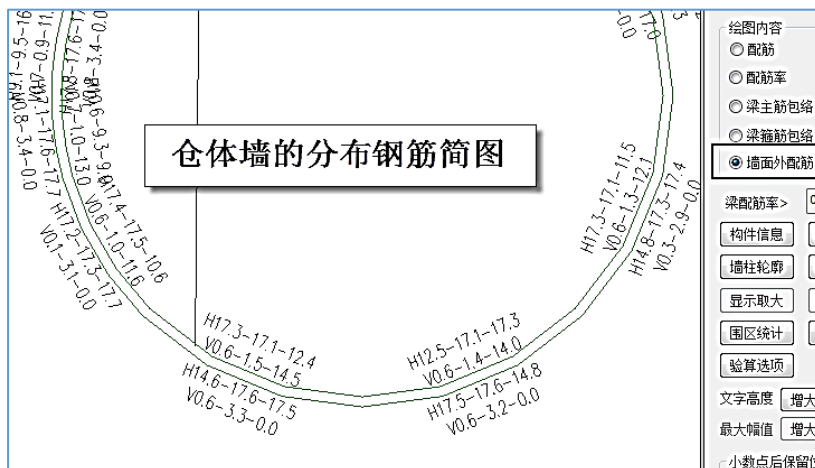 仓体墙的分布钢筋简图
H17.4-17.5-10.6
V0.6-1.0-11.6
H17.2-17.3-17.7
V0.1-3.1-0.0
H17.3-17.1-12.4
V0.6-1.5-14.5
H14.6-17.6-17.5
V0.6-3.3-0.0
H12.5-17.1-17.3
V0.6-1.4-14.0
H17.5-17.6-14.8
V0.6-3.2-0.0
H17.3-17.1-11.5
V0.6-1.3-12.1
H14.8-17.3-17.4
V0.3-2.9-0.0
绘图内容
配筋
配筋率
梁主筋包络
梁箍筋包络
墙面外配筋
梁配筋率>
构件信息
墙柱轮廓
显示取大
围区统计
验算选项
文字高度 增大
最大幅值 增大
小数点后保留